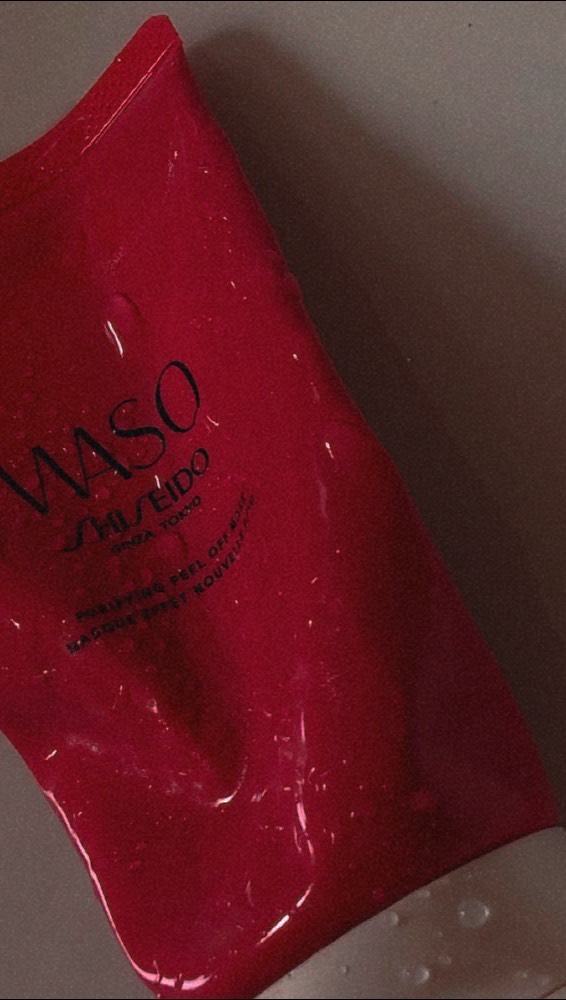 WASO
SHISEIDO
GINZA TOKYO
PURIFYING PEEL OFF MASK
MASQUE EFFET NOUVELLE PEAU